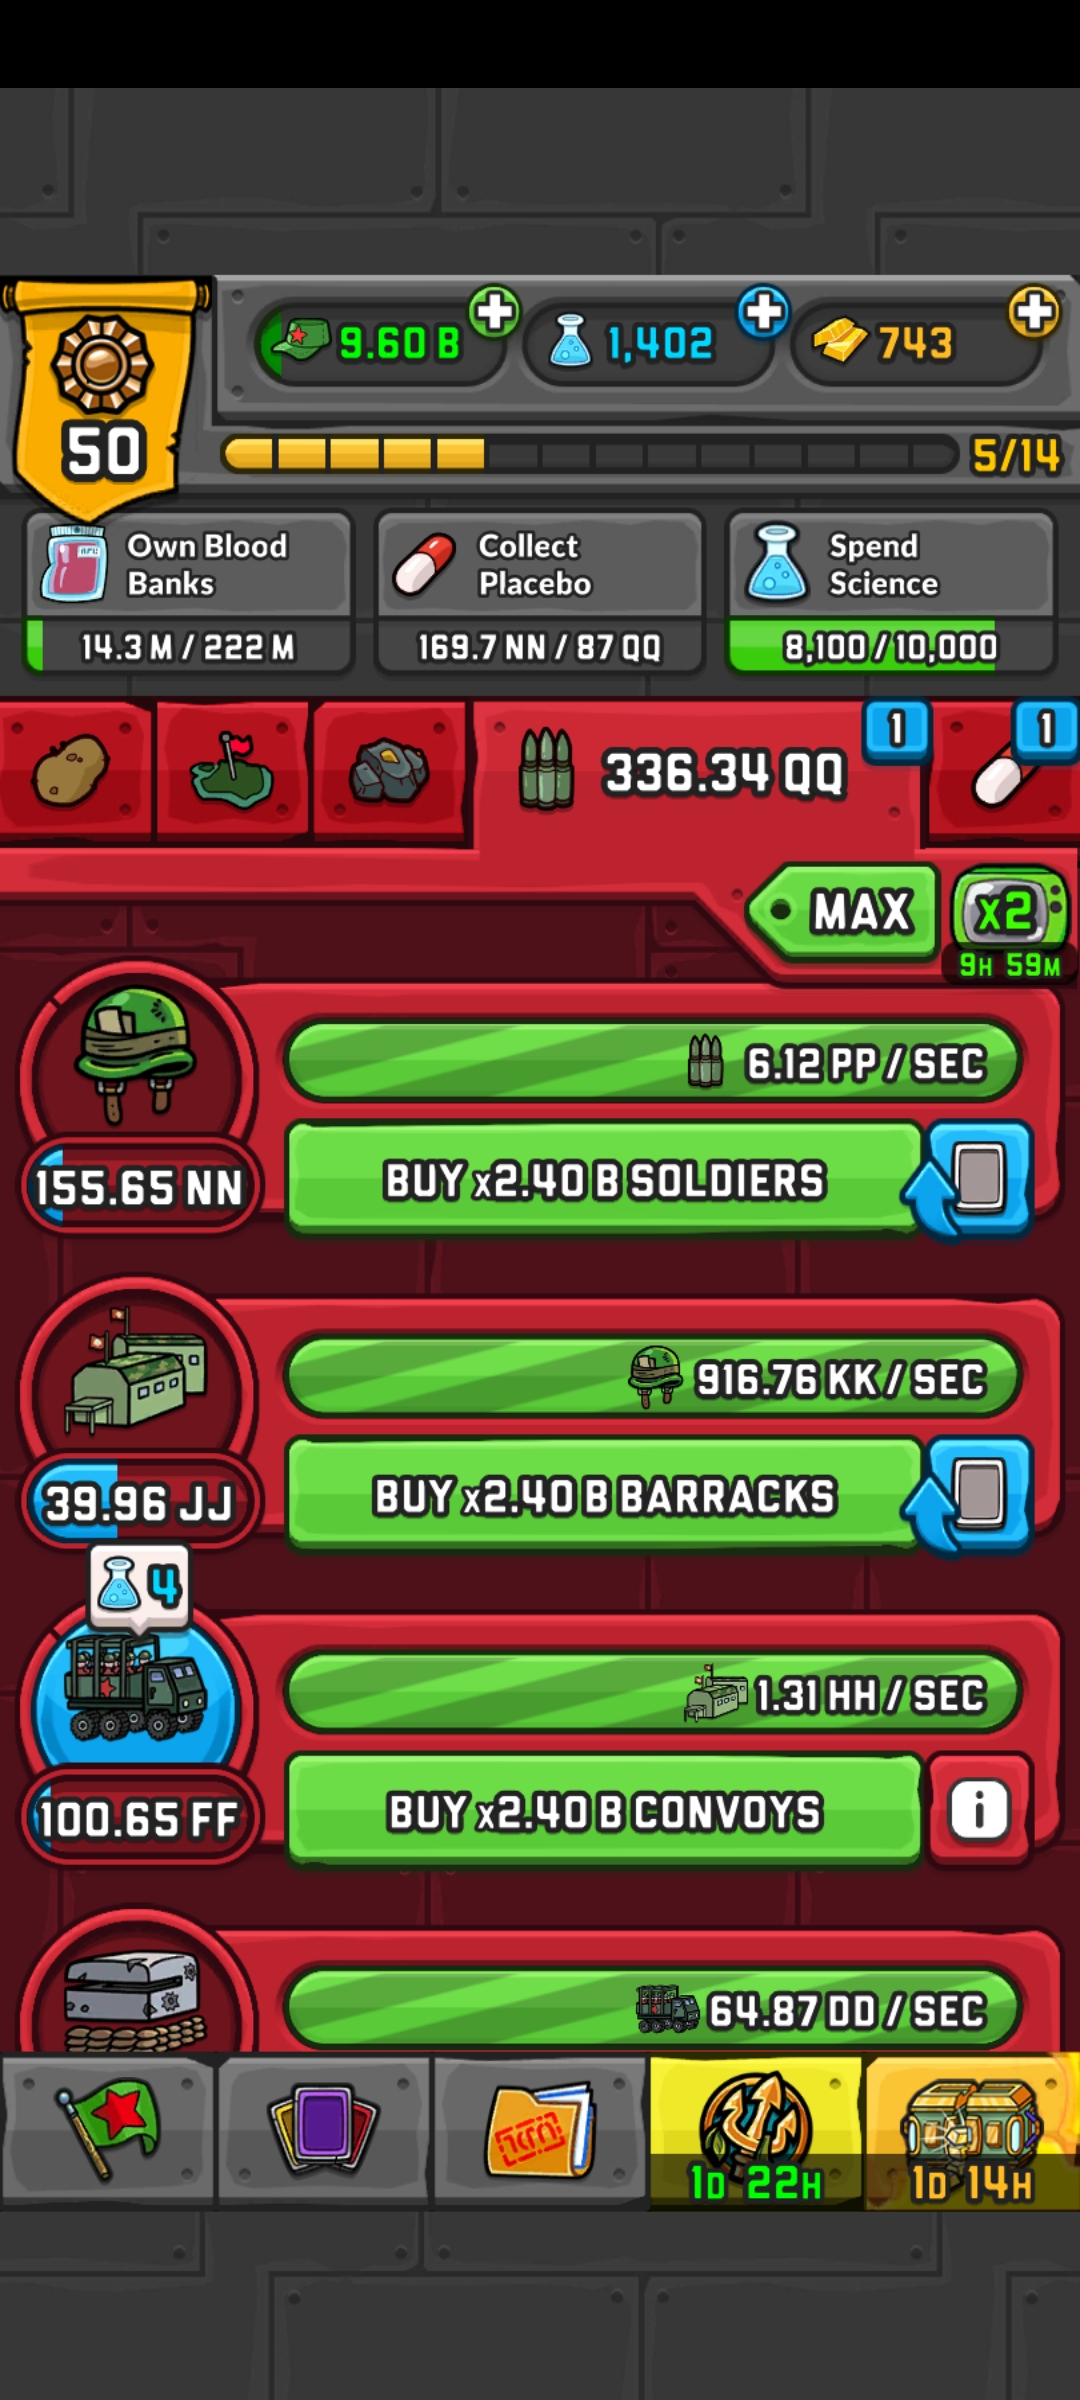 9.60 B
1,402
743
50
5/14
Own Blood
Banks
14.3 M / 222 M
Collect
Placebo
169.7 NN / 87 QQ
Spend
Science
8,100 / 10,000
336.34 QQ
1
1
MAX
x2
9H 59M
6.12 PP / SEC
155.65 NN
BUY x2.40 B SOLDIERS
916.76 KK / SEC
39.96 JJ
BUY x2.40 B BARRACKS
4
1.31 HH / SEC
100.65 FF
BUY x2.40 B CONVOYS
i
64.87 DD / SEC
1D 22H
1D 14H